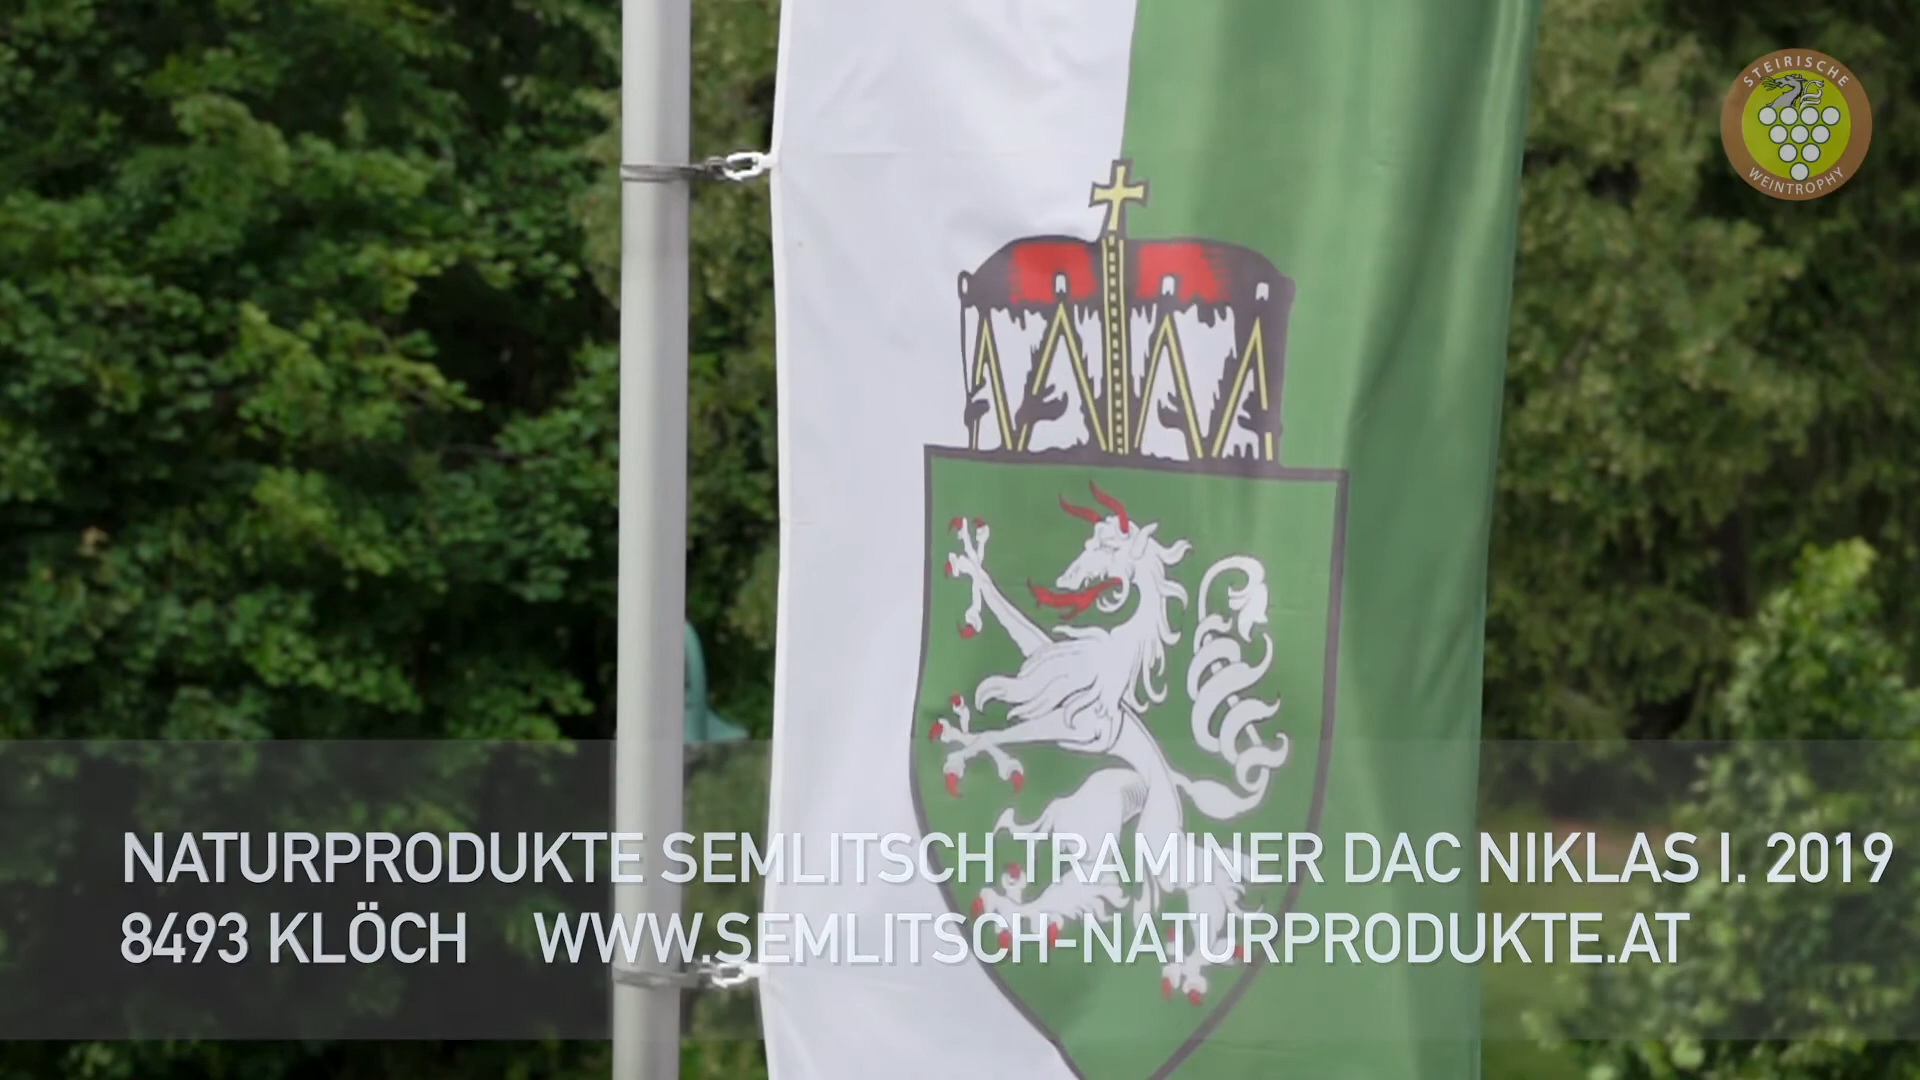 STEIRISCHE
WEINTROPHY
NATURPRODUKTE SEMLITSCH TRAMINER DAC NIKLAS I. 2019
8493 KLÖCH WWW.SEMLITSCH-NATURPRODUKTE.AT